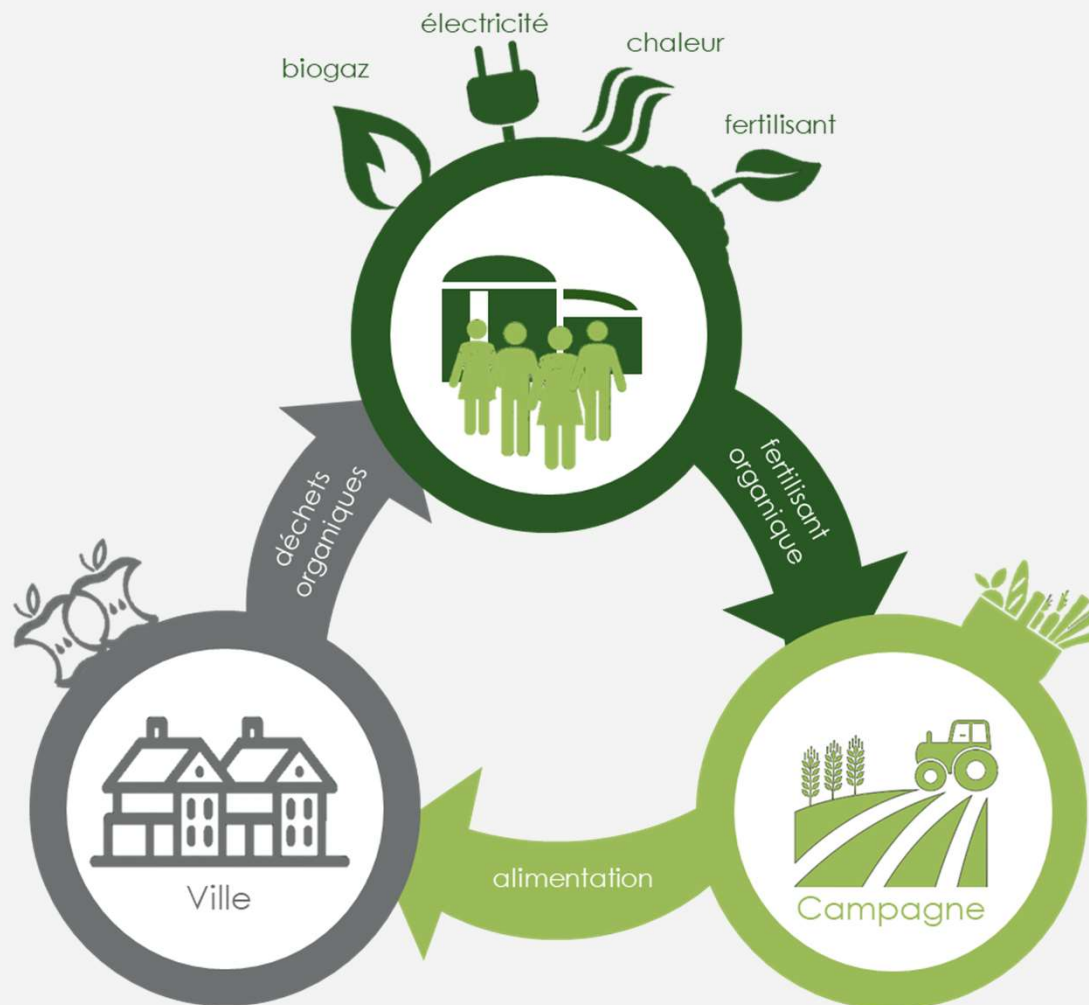 électricité
chaleur
biogaz
fertilisant
déchets
organiques
fertilisant
organique
alimentation
Ville
Campagne